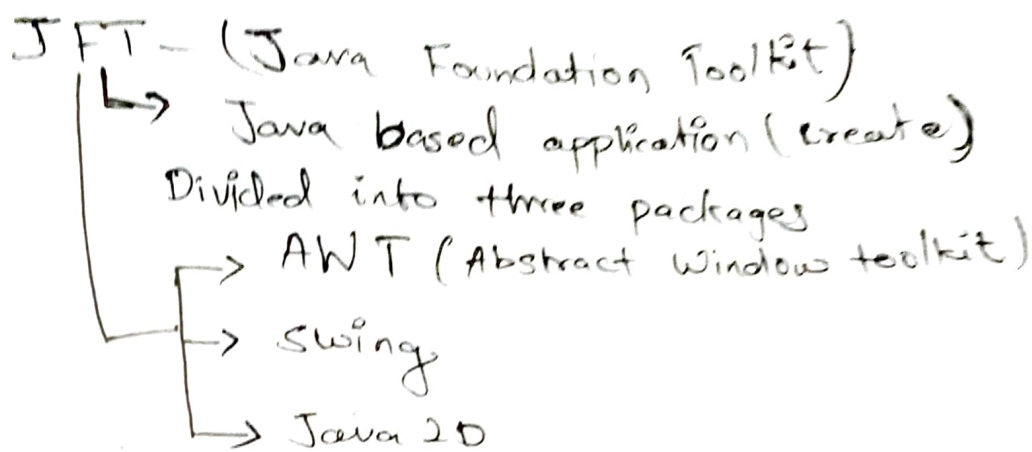 JFT - (Java Foundation Toolkit)
Java based application (create)
Divided into three packages
AWT (Abstract Window toolkit)
Swing
Java 2D